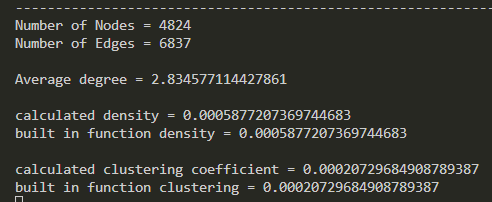 ----------------------------------------------------------------
Number of Nodes = 4824
Number of Edges = 6837
Average degree = 2.834577114427861
calculated density = 0.0005877207369744683
built in function density = 0.0005877207369744683
calculated clustering coefficient = 0.00020729684908789387
built in function clustering = 0.00020729684908789387